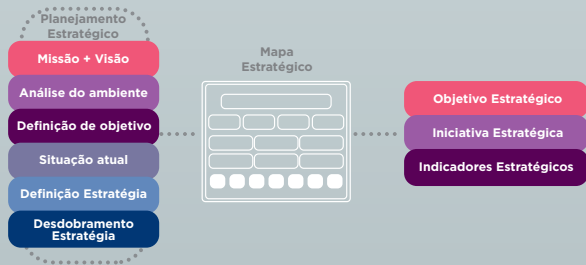 Planejamento
Estratégico
Missão + Visão
Análise do ambiente
Definição de objetivo
Situação atual
Definição Estratégia
Desdobramento
Estratégia
Mapa
Estratégico
Objetivo Estratégico
Iniciativa Estratégica
Indicadores Estratégicos